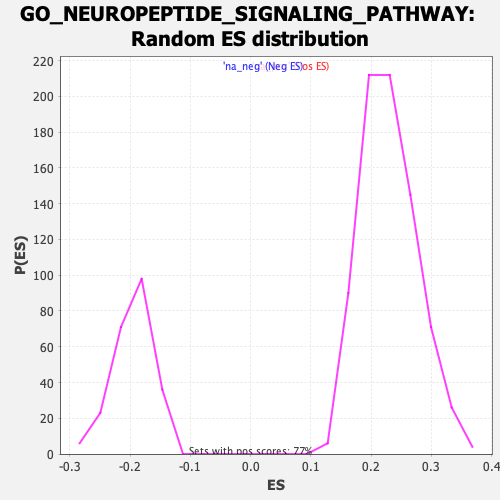 GO_NEUROPEPTIDE_SIGNALING_PATHWAY:
Random ES distribution
'na_neg' (Neg ES) os ES)
220
200
180
160
140
120
100
80
60
40
20
0
P(ES)
Sets with pos scores: 77%
-0.3 -0.2 -0.1 0.0 0.1 0.2 0.3 0.4
ES